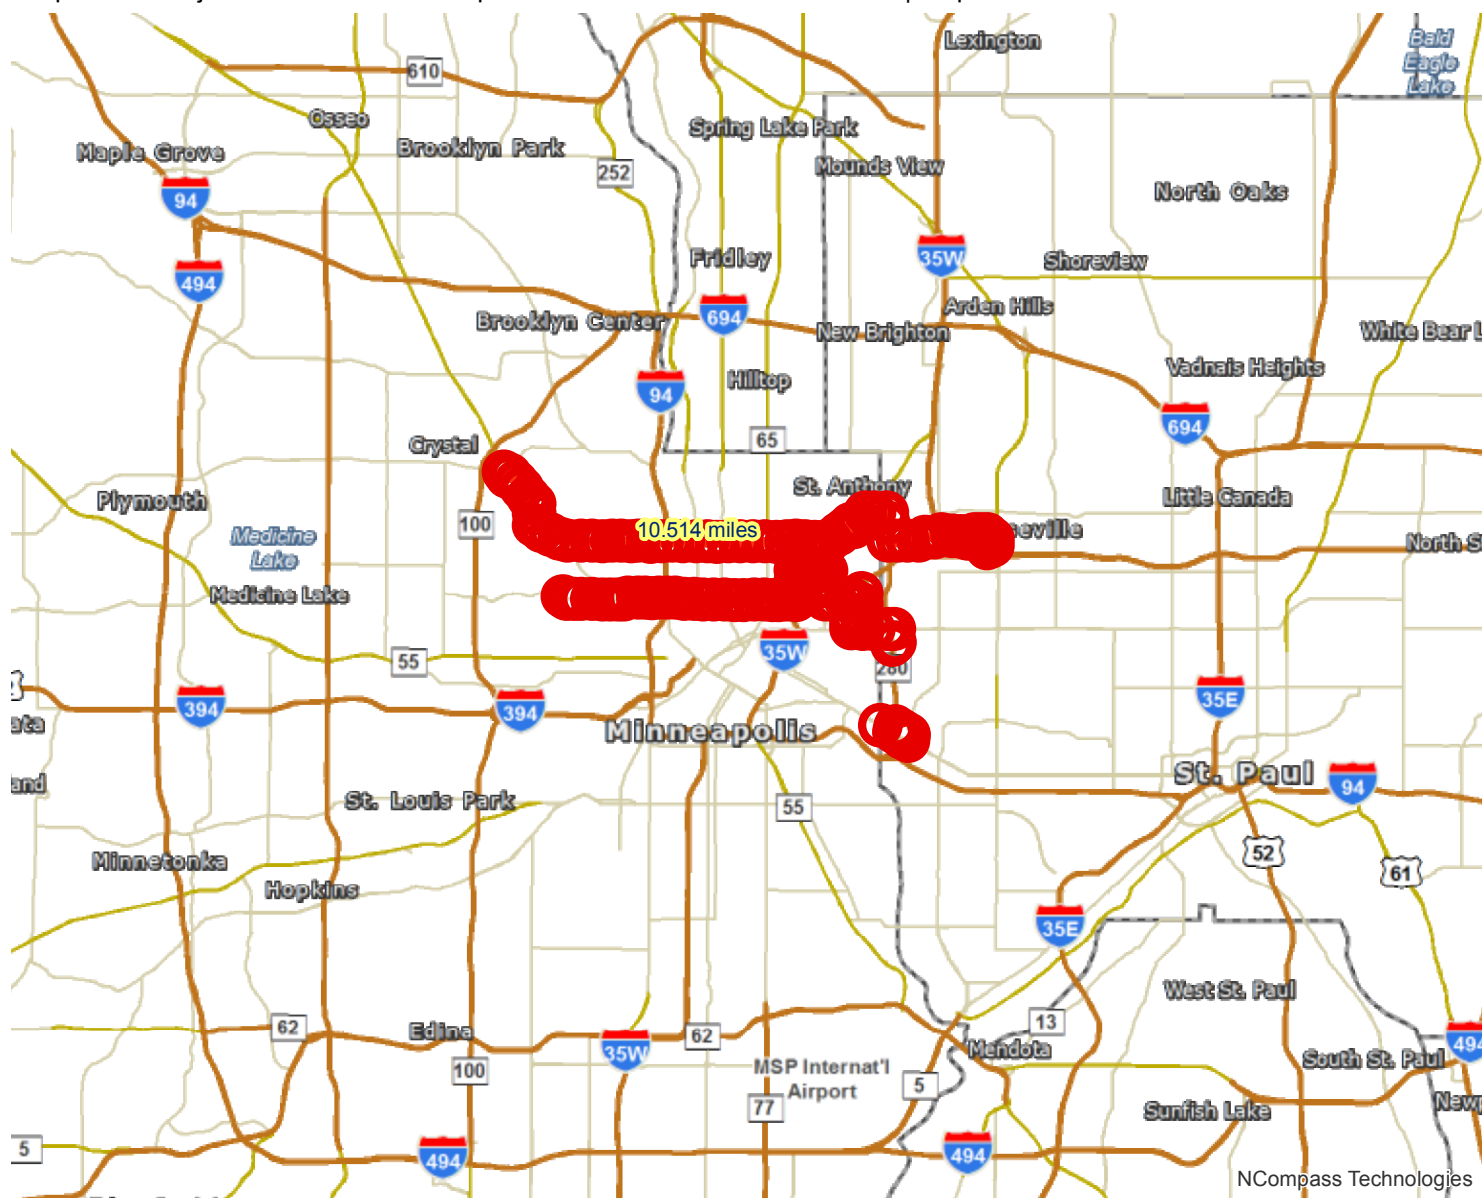 Lexington
Bald
Eagle
Lake
610
Osseo
Spring Lake Park
Maple Grove
Brooklyn Park
Mounds View
252
94
North Oaks
Fridley
35W
Shoreview
494
Arden Hills
694
Brooklyn Center
New Brighton
White Bear L
Vadnais Heights
Hilltop
94
694
65
Crystal
St. Anthony
Little Canada
Plymouth
100
10.514 miles
seville
Medicine
Lake
North S
Medicine Lake
35W
55
280
394
394
35E
ata
Minneapolis
St. Paul
94
and
St. Louis Park
55
52
Minnetonka
61
Hopkins
35E
West St. Paul
62
Edina
62
13
35W
Mendota
494
South St. Paul
100
MSP Internat'l
Airport
5
77
Sunfish Lake
Newp
5
494
494
NCompass Technologies